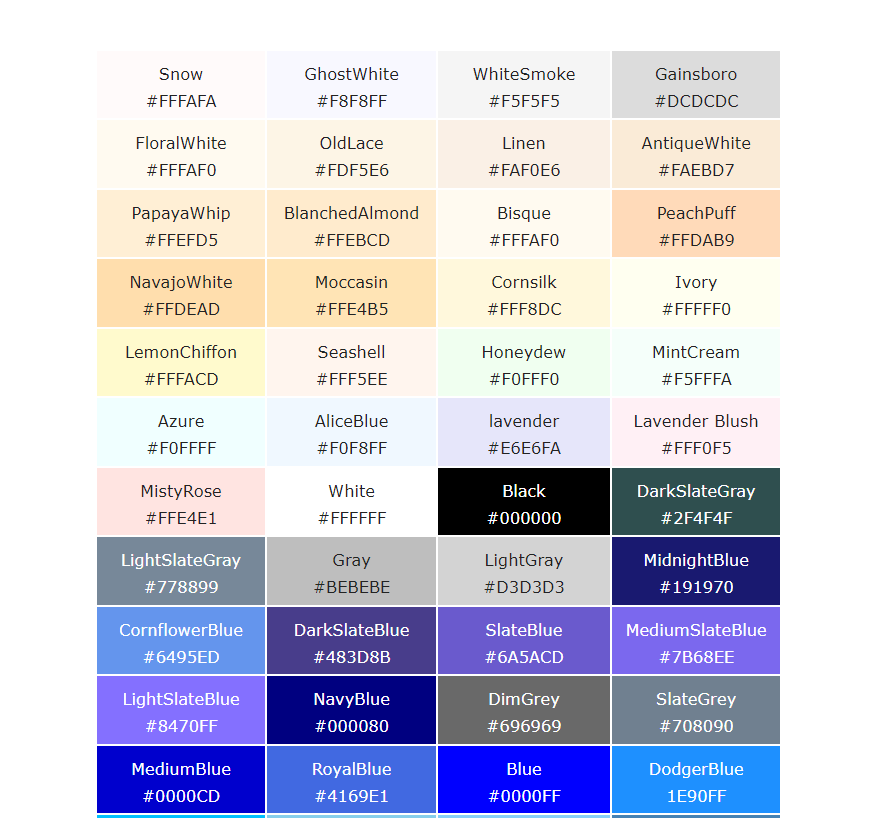 Snow
#FFFAFA
GhostWhite
#F8F8FF
WhiteSmoke
#F5F5F5
Gainsboro
#DCDCDC
FloralWhite
#FFFAF0
OldLace
#FDF5E6
Linen
#FAF0E6
AntiqueWhite
#FAEBD7
PapayaWhip
#FFEFD5
BlanchedAlmond
#FFEBCD
Bisque
#FFFAF0
PeachPuff
#FFDAB9
NavajoWhite
#FFDEAD
Moccasin
#FFE4B5
Cornsilk
#FFF8DC
Ivory
#FFFFF0
LemonChiffon
#FFFACD
Seashell
#FFF5EE
Honeydew
#F0FFF0
MintCream
#F5FFFA
Azure
#F0FFFF
AliceBlue
#F0F8FF
lavender
#E6E6FA
Lavender Blush
#FFF0F5
MistyRose
#FFE4E1
White
#FFFFFF
Black
#000000
DarkSlateGray
#2F4F4F
LightSlateGray
#778899
Gray
#BEBEBE
LightGray
#D3D3D3
MidnightBlue
#191970
CornflowerBlue
#6495ED
DarkSlateBlue
#483D8B
SlateBlue
#6A5ACD
MediumSlateBlue
#7B68EE
LightSlateBlue
#8470FF
NavyBlue
#000080
DimGrey
#696969
SlateGrey
#708090
MediumBlue
#0000CD
RoyalBlue
#4169E1
Blue
#0000FF
DodgerBlue
1E90FF